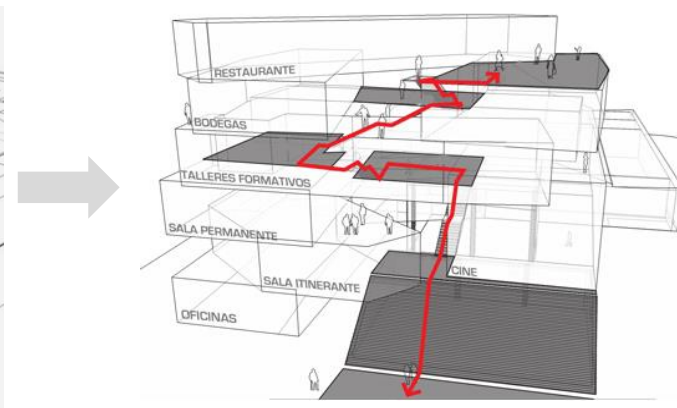 RESTAURANTE
BODEGAS
TALLERES FORMATIVOS
SALA PERMANENTE
SALA ITINERANTE
CINE
OFICINAS